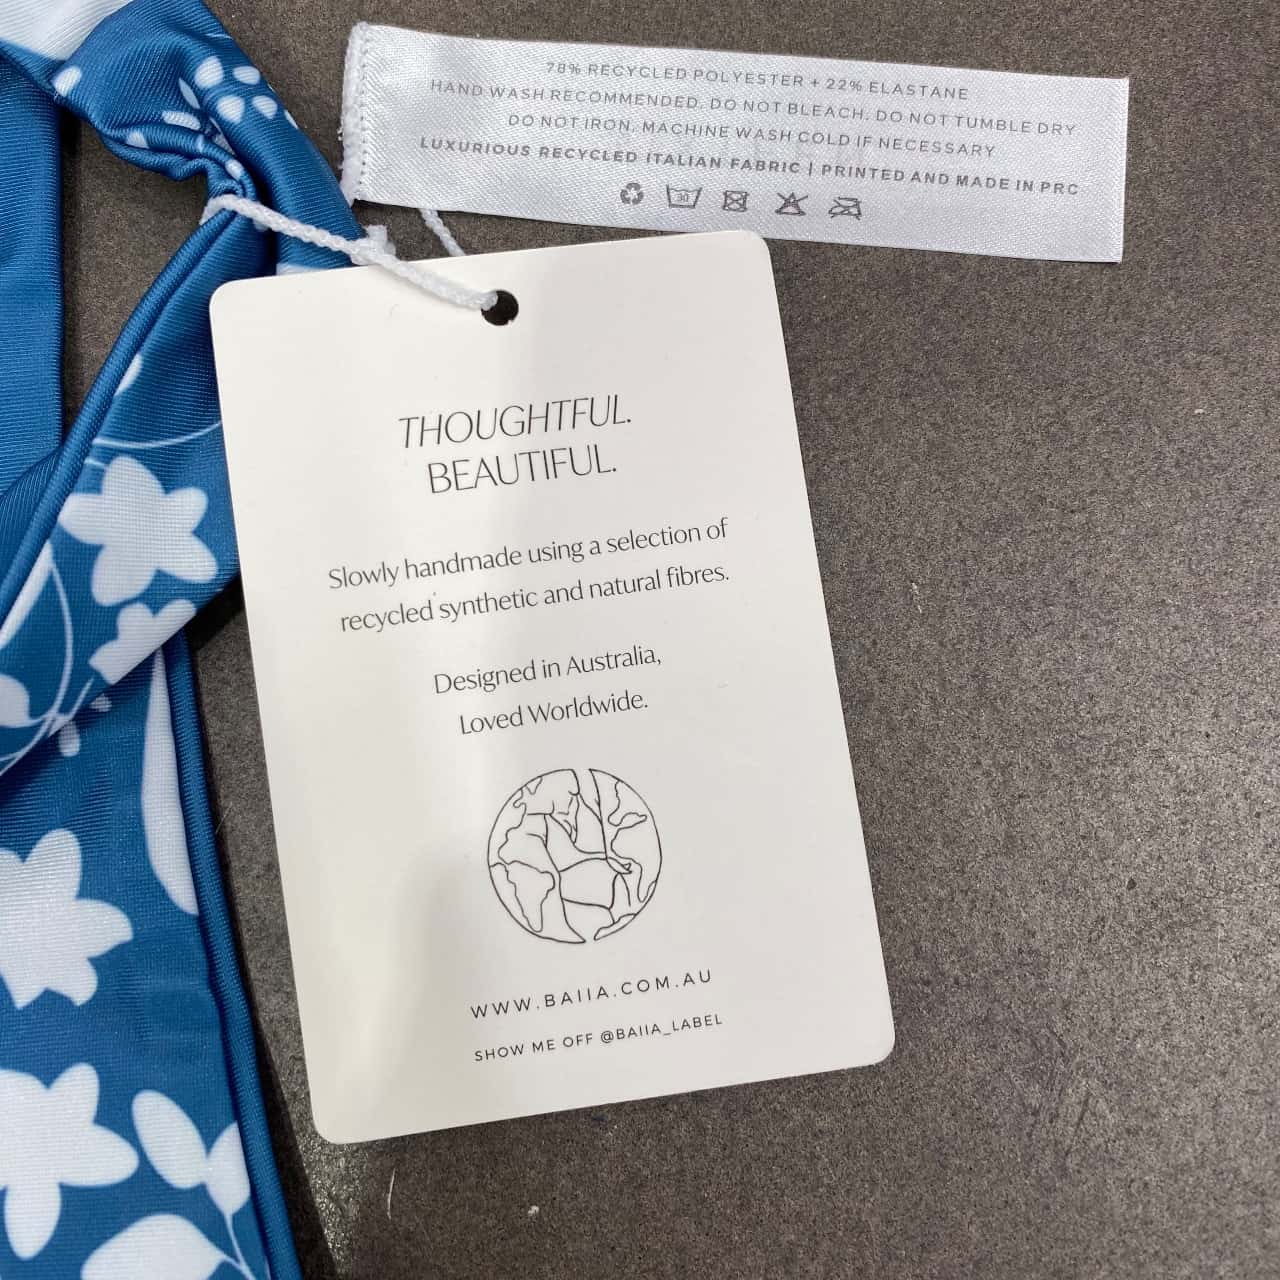 78% RECYCLED POLYESTER + 22% ELASTANE
HAND WASH RECOMMENDED. DO NOT BLEACH. DO NOT TUMBLE DRY
DO NOT IRON. MACHINE WASH COLD IF NECESSARY
LUXURIOUS RECYCLED ITALIAN FABRIC | PRINTED AND MADE IN PRC
30
THOUGHTFUL.
BEAUTIFUL.
Slowly handmade using a selection of
recycled synthetic and natural fibres.
Designed in Australia,
Loved Worldwide.
WWW.BAIIA.COM.AU
SHOW ME OFF @BAIIA_LABEL